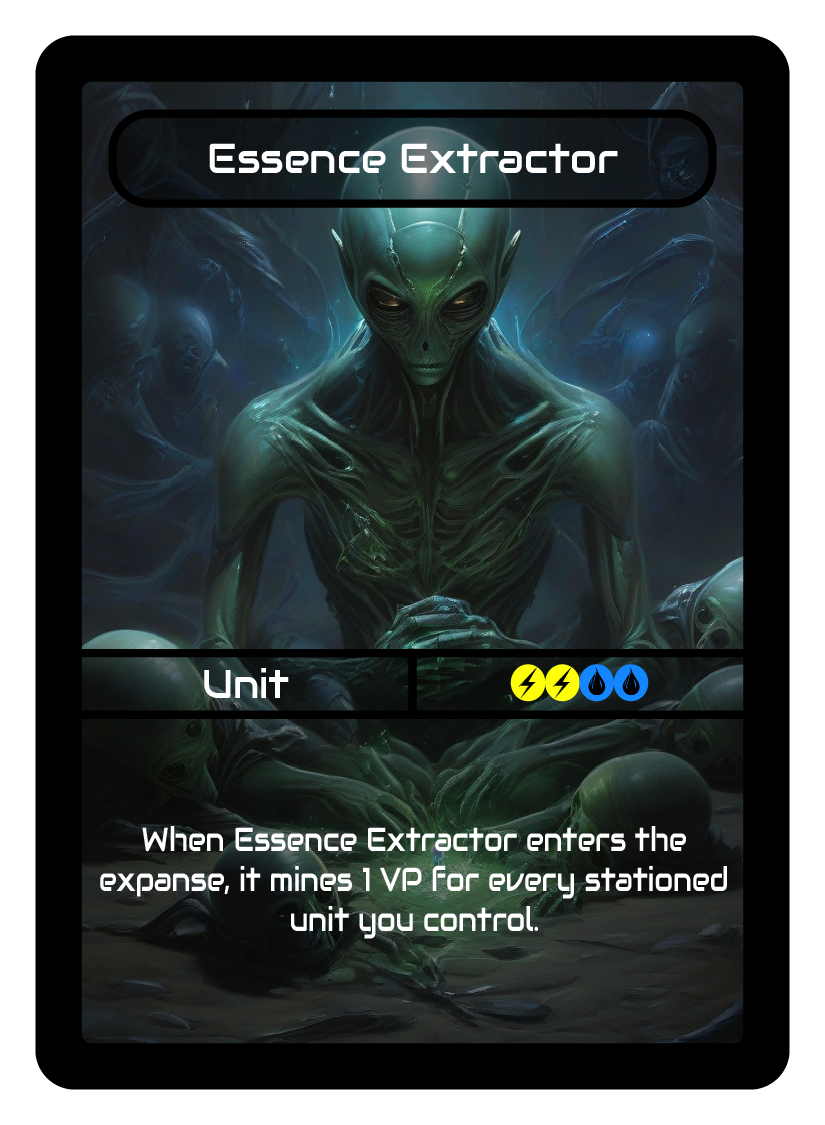 Essence Extractor
Unit
When Essence Extractor enters the
expanse, it mines 1 VP for every stationed
unit you control.